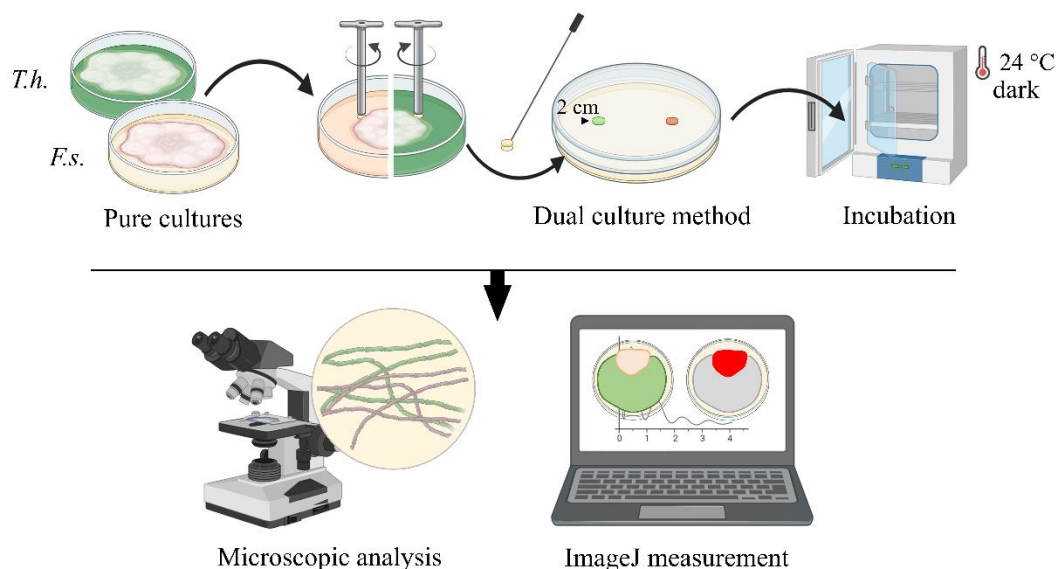 T.h.
F.s.
2 cm
24 °C
dark
Pure cultures
Dual culture method
Incubation
0 1 2 3 4
Microscopic analysis
ImageJ measurement